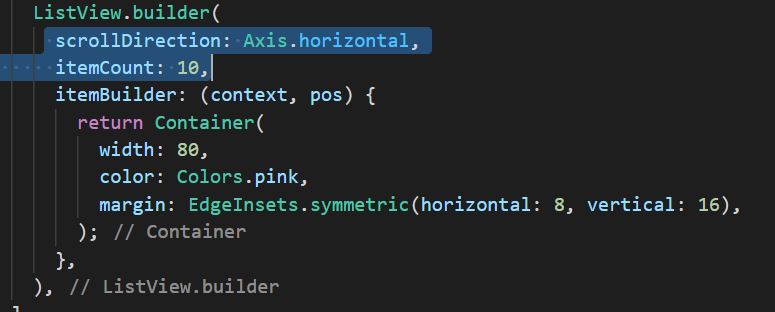 ListView.builder(
scrollDirection: Axis.horizontal,
itemCount: 10,
itemBuilder: (context, pos) {
return Container(
width: 80,
color: Colors.pink,
margin: EdgeInsets.symmetric(horizontal: 8, vertical: 16),
); // Container
},
), // ListView.builder